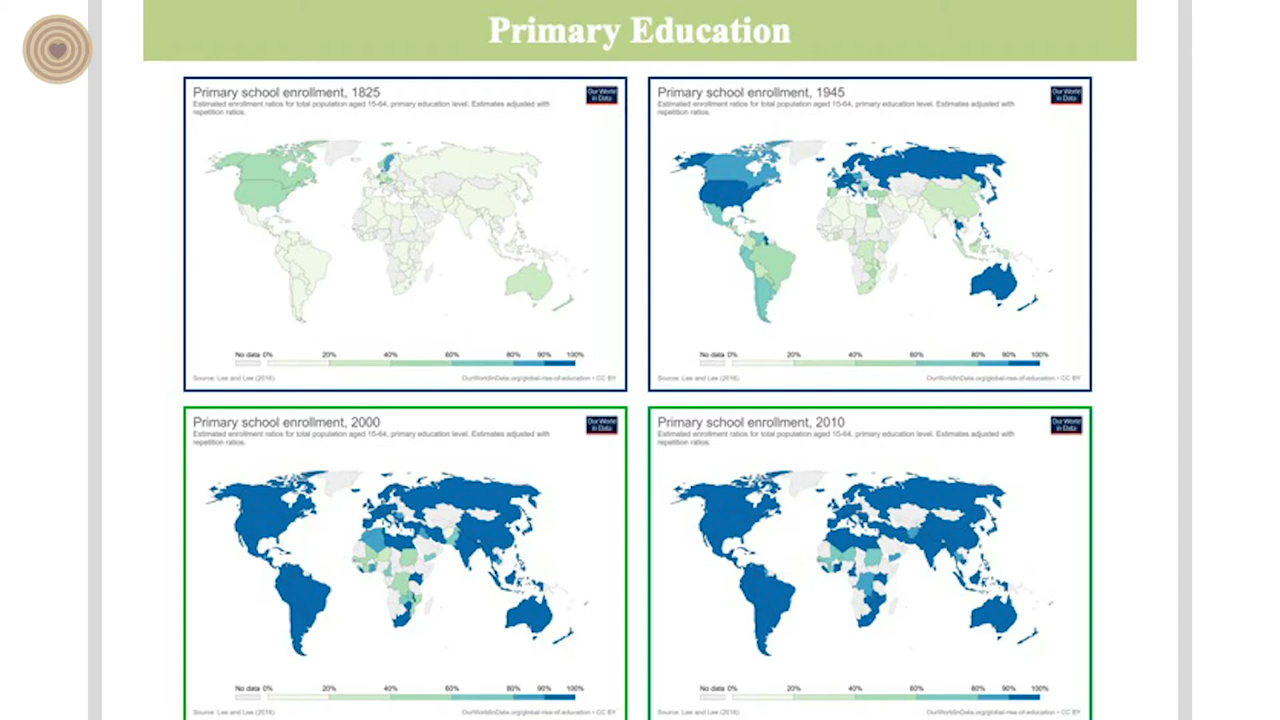 Primary Education
Primary school enrollment, 1825
Our World
in Data
Estimated enrollment ratios for total population aged 15-64, primary education level. Estimates adjusted with
repetition ratios.
No data 0% 20% 40% 60% 80% 90% 100%
Source: Lee and Lee (2016)
OurWorldInData.org/global-rise-of-education • CC BY
Primary school enrollment, 1945
Our World
in Data
Estimated enrollment ratios for total population aged 15-64, primary education level. Estimates adjusted with
repetition ratios.
No data 0% 20% 40% 60% 80% 90% 100%
Source: Lee and Lee (2016)
OurWorldInData.org/global-rise-of-education • CC BY
Primary school enrollment, 2000
Our World
in Data
Estimated enrollment ratios for total population aged 15-64, primary education level. Estimates adjusted with
repetition ratios.
No data 0% 20% 40% 60% 80% 90% 100%
Source: Lee and Lee (2016)
OurWorldInData.org/global-rise-of-education • CC BY
Primary school enrollment, 2010
Our World
in Data
Estimated enrollment ratios for total population aged 15-64, primary education level. Estimates adjusted with
repetition ratios.
No data 0% 20% 40% 60% 80% 90% 100%
Source: Lee and Lee (2016)
OurWorldInData.org/global-rise-of-education • CC BY